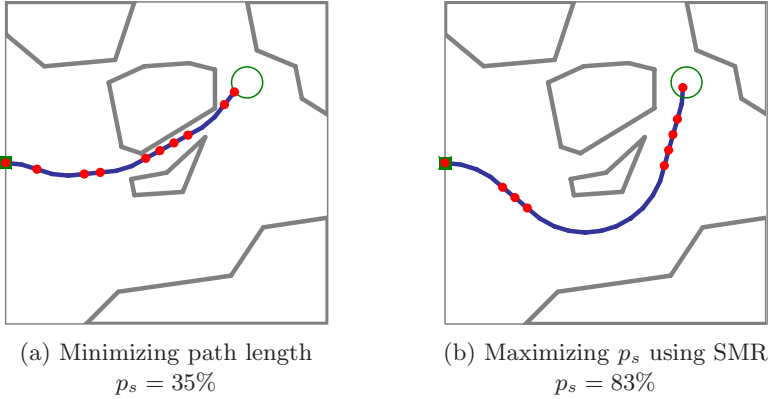 (a) Minimizing path length
p_s = 35%
(b) Maximizing p_s using SMR
p_s = 83%